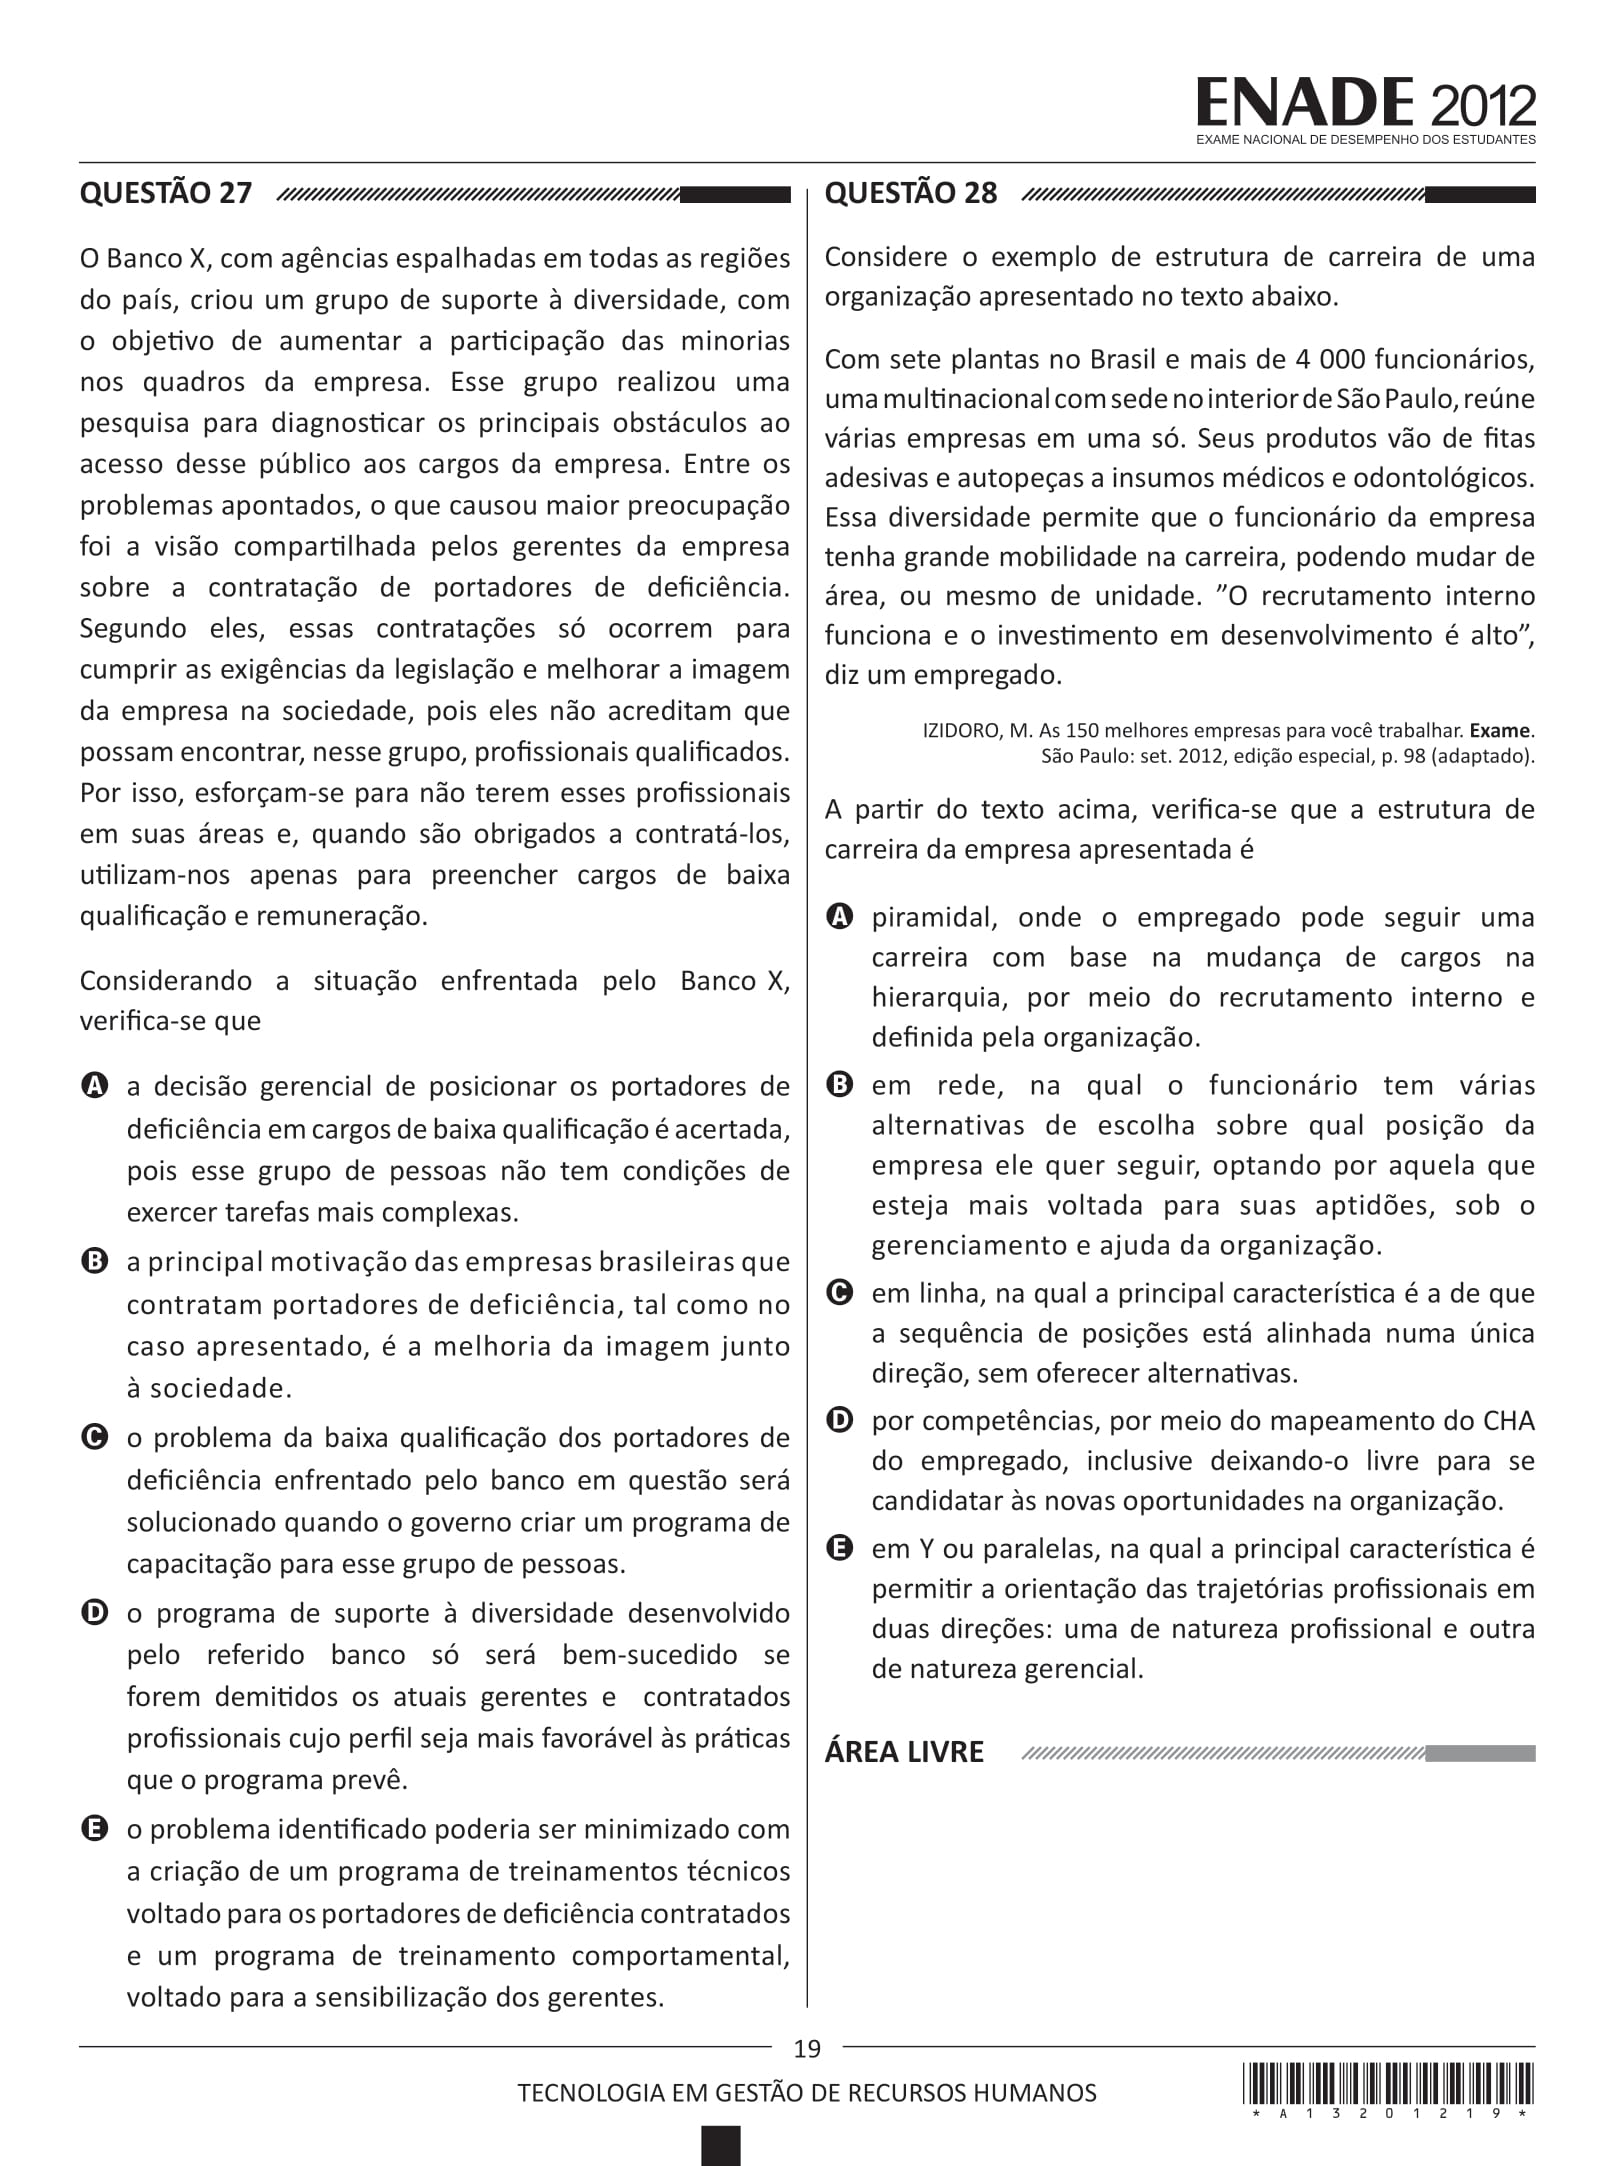 ENADE 2012
EXAME NACIONAL DE DESEMPENHO DOS ESTUDANTES
QUESTÃO 27
O Banco X, com agências espalhadas em todas as regiões
do país, criou um grupo de suporte à diversidade, com
o objetivo de aumentar a participação das minorias
nos quadros da empresa. Esse grupo realizou uma
pesquisa para diagnosticar os principais obstáculos ao
acesso desse público aos cargos da empresa. Entre os
problemas apontados, o que causou maior preocupação
foi a visão compartilhada pelos gerentes da empresa
sobre a contratação de portadores de deficiência.
Segundo eles, essas contratações só ocorrem para
cumprir as exigências da legislação e melhorar a imagem
da empresa na sociedade, pois eles não acreditam que
possam encontrar, nesse grupo, profissionais qualificados.
Por isso, esforçam-se para não terem esses profissionais
em suas áreas e, quando são obrigados a contratá-los,
utilizam-nos apenas para preencher cargos de baixa
qualificação e remuneração.
Considerando a situação enfrentada pelo Banco X,
verifica-se que
A a decisão gerencial de posicionar os portadores de
deficiência em cargos de baixa qualificação é acertada,
pois esse grupo de pessoas não tem condições de
exercer tarefas mais complexas.
B a principal motivação das empresas brasileiras que
contratam portadores de deficiência, tal como no
caso apresentado, é a melhoria da imagem junto
à sociedade.
C o problema da baixa qualificação dos portadores de
deficiência enfrentado pelo banco em questão será
solucionado quando o governo criar um programa de
capacitação para esse grupo de pessoas.
D o programa de suporte à diversidade desenvolvido
pelo referido banco só será bem-sucedido se
forem demitidos os atuais gerentes e contratados
profissionais cujo perfil seja mais favorável às práticas
que o programa prevê.
E o problema identificado poderia ser minimizado com
a criação de um programa de treinamentos técnicos
voltado para os portadores de deficiência contratados
e um programa de treinamento comportamental,
voltado para a sensibilização dos gerentes.
QUESTÃO 28
Considere o exemplo de estrutura de carreira de uma
organização apresentado no texto abaixo.
Com sete plantas no Brasil e mais de 4 000 funcionários,
uma multinacional com sede no interior de São Paulo, reúne
várias empresas em uma só. Seus produtos vão de fitas
adesivas e autopeças a insumos médicos e odontológicos.
Essa diversidade permite que o funcionário da empresa
tenha grande mobilidade na carreira, podendo mudar de
área, ou mesmo de unidade. ”O recrutamento interno
funciona e o investimento em desenvolvimento é alto”,
diz um empregado.
IZIDORO, M. As 150 melhores empresas para você trabalhar. Exame.
São Paulo: set. 2012, edição especial, p. 98 (adaptado).
A partir do texto acima, verifica-se que a estrutura de
carreira da empresa apresentada é
A piramidal, onde o empregado pode seguir uma
carreira com base na mudança de cargos na
hierarquia, por meio do recrutamento interno e
definida pela organização.
B em rede, na qual o funcionário tem várias
alternativas de escolha sobre qual posição da
empresa ele quer seguir, optando por aquela que
esteja mais voltada para suas aptidões, sob o
gerenciamento e ajuda da organização.
C em linha, na qual a principal característica é a de que
a sequência de posições está alinhada numa única
direção, sem oferecer alternativas.
D por competências, por meio do mapeamento do CHA
do empregado, inclusive deixando-o livre para se
candidatar às novas oportunidades na organização.
E em Y ou paralelas, na qual a principal característica é
permitir a orientação das trajetórias profissionais em
duas direções: uma de natureza profissional e outra
de natureza gerencial.
ÁREA LIVRE
19
TECNOLOGIA EM GESTÃO DE RECURSOS HUMANOS
* A 1 3 2 0 1 2 1 9 *